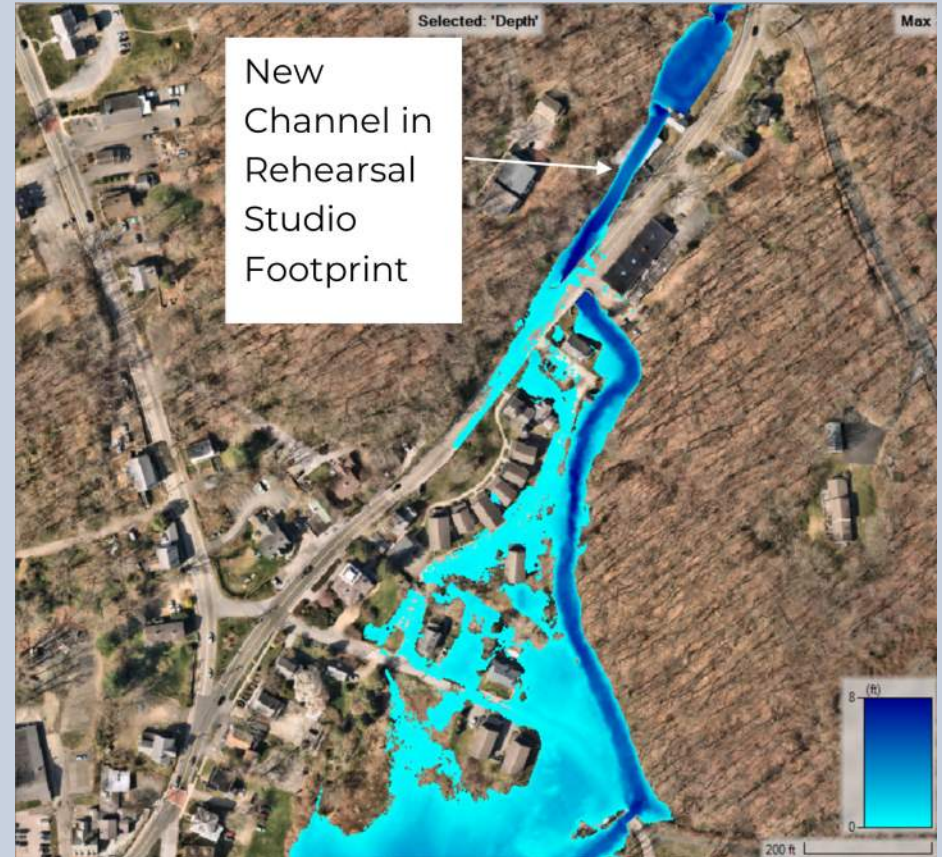 Selected: 'Depth'
Max
New
Channel in
Rehearsal
Studio
Footprint
(ft)
8
0
200 ft